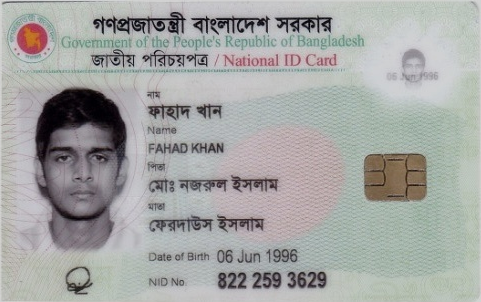 গণপ্রজাতন্ত্রী বাংলাদেশ সরকার
Government of the People's Republic of Bangladesh
জাতীয় পরিচয়পত্র / National ID Card
06 Jun 1996
নাম
ফাহাদ খান
Name
FAHAD KHAN
পিতা
মোঃ নজরুল ইসলাম
মাতা
ফেরদাউস ইসলাম
Date of Birth 06 Jun 1996
NID No. 822 259 3629